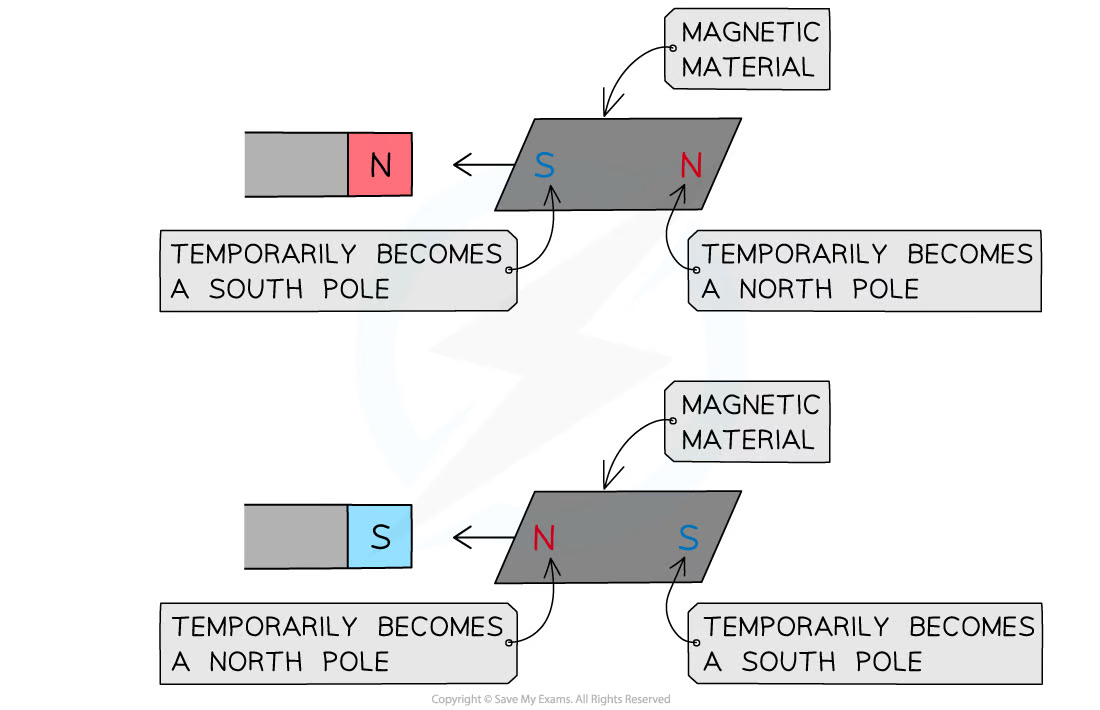 MAGNETIC
MATERIAL
N
S
N
TEMPORARILY BECOMES
A SOUTH POLE
TEMPORARILY BECOMES
A NORTH POLE
MAGNETIC
MATERIAL
S
N
S
TEMPORARILY BECOMES
A NORTH POLE
TEMPORARILY BECOMES
A SOUTH POLE
Copyright © Save My Exams. All Rights Reserved